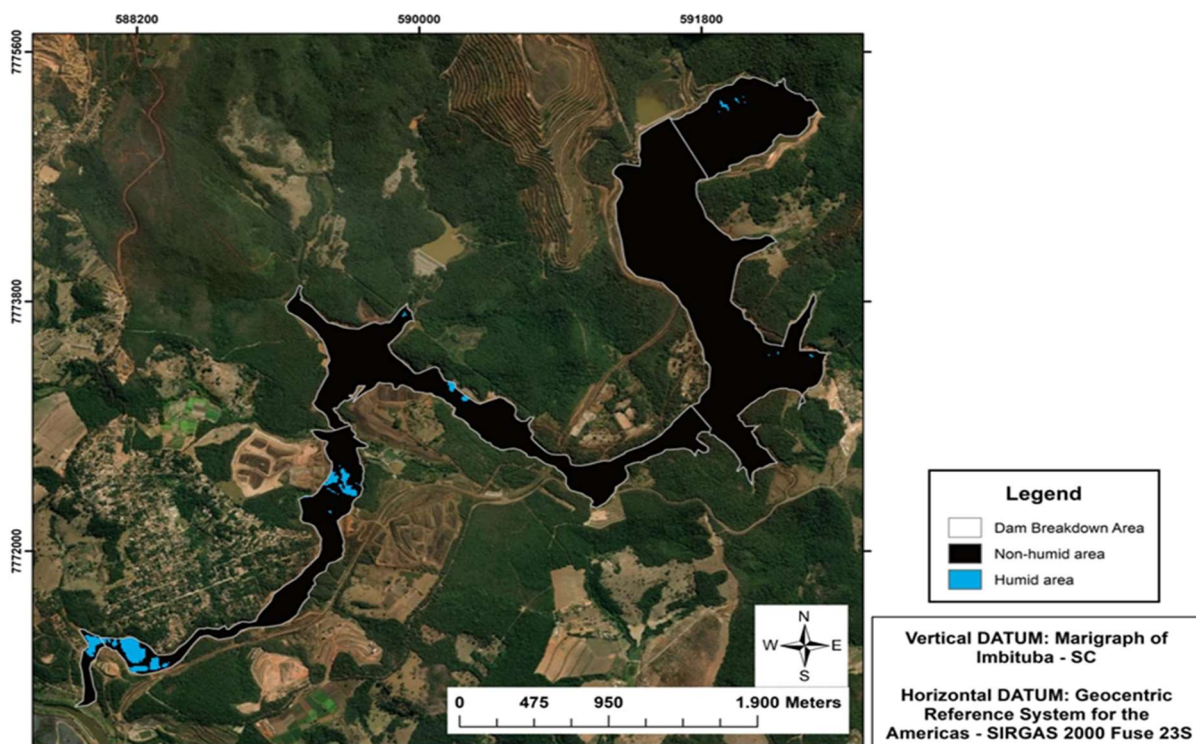 588200 590000 591800
7775600
7773800
7772000
N
W E
S
0 475 950 1.900 Meters
Legend
Dam Breakdown Area
Non-humid area
Humid area
Vertical DATUM: Marigraph of
Imbituba - SC
Horizontal DATUM: Geocentric
Reference System for the
Americas - SIRGAS 2000 Fuse 23S